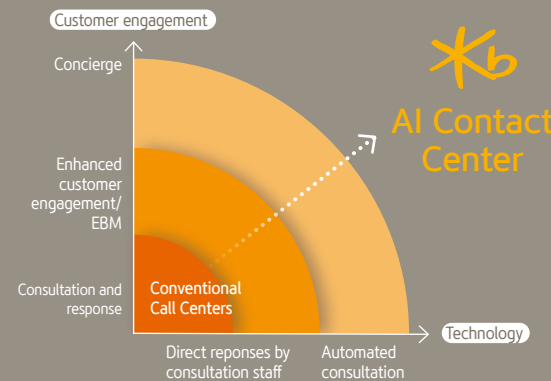 Customer engagement
Concierge
Kb
AI Contact
Center
Enhanced
customer
engagement/
EBM
Consultation and
response
Conventional
Call Centers
Technology
Direct reponses by
consultation staff
Automated
consultation